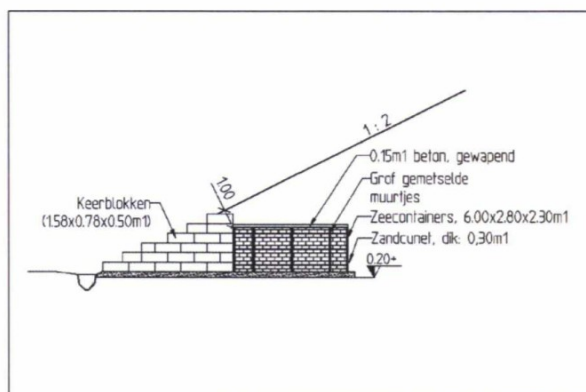 1:2
1.00
0.15m1 beton, gewapend
Grof gemetselde
muurtjes
Keerblokken
(1.58x0.78x0.50m1)
Zeecontainers, 6.00x2.80x2.30m1
Zandcunet, dik: 0,30m1
0.20+